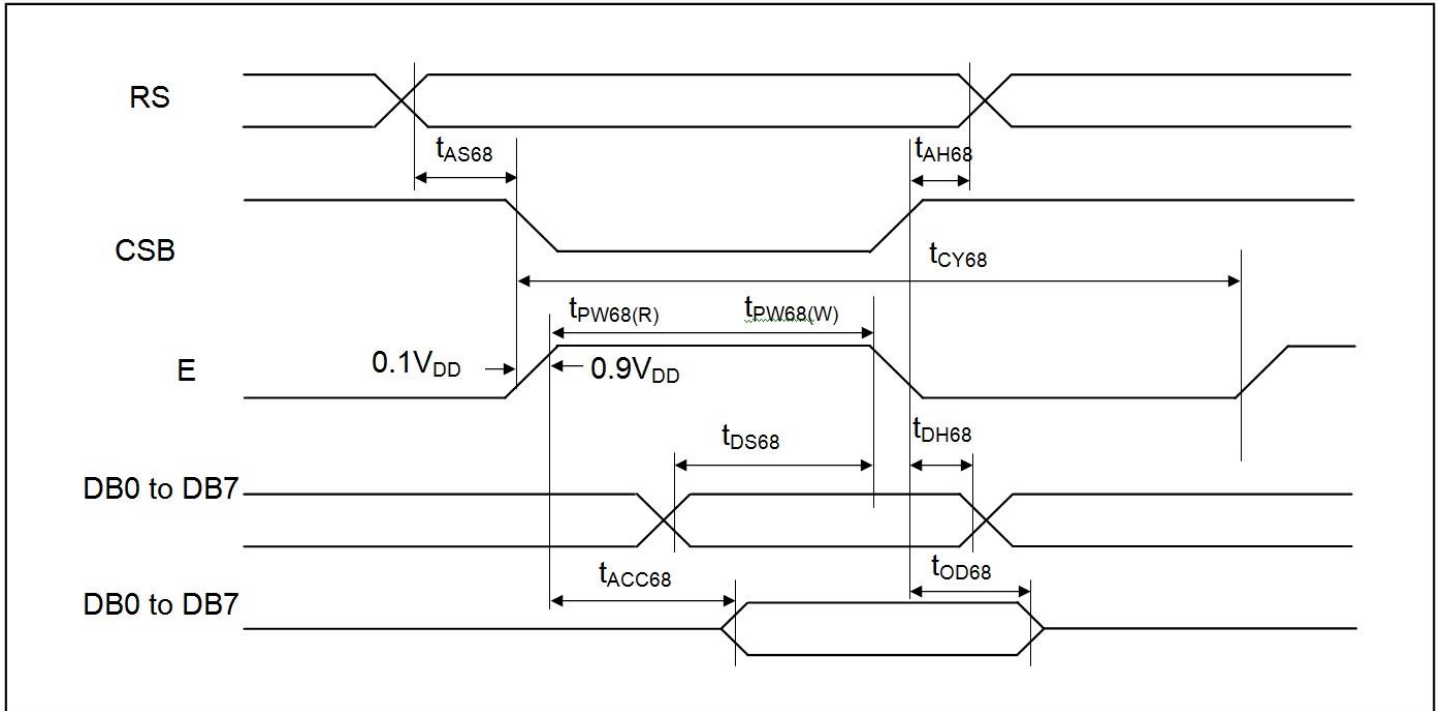 RS
tAS68
tAH68
CSB
tCY68
tPW68(R)
tPW68(W)
E
0.1VDD
0.9VDD
tDS68
tDH68
DB0 to DB7
tACC68
tOD68
DB0 to DB7